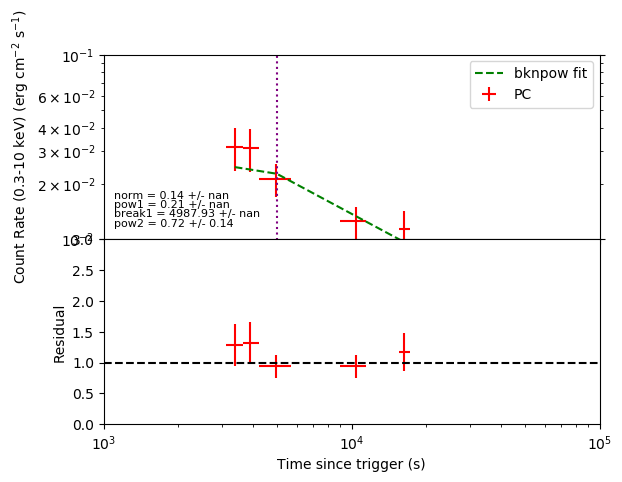 Count Rate (0.3-10 keV) (erg cm⁻² s⁻¹)
10⁻¹
6 × 10⁻²
4 × 10⁻²
3 × 10⁻²
2 × 10⁻²
bknpow fit
PC
norm = 0.14 +/- nan
pow1 = 0.21 +/- nan
break1 = 4987.93 +/- nan
pow2 = 0.72 +/- 0.14
Residual
2.5
2.0
1.5
1.0
0.5
0.0
10³
10⁴
10⁵
Time since trigger (s)